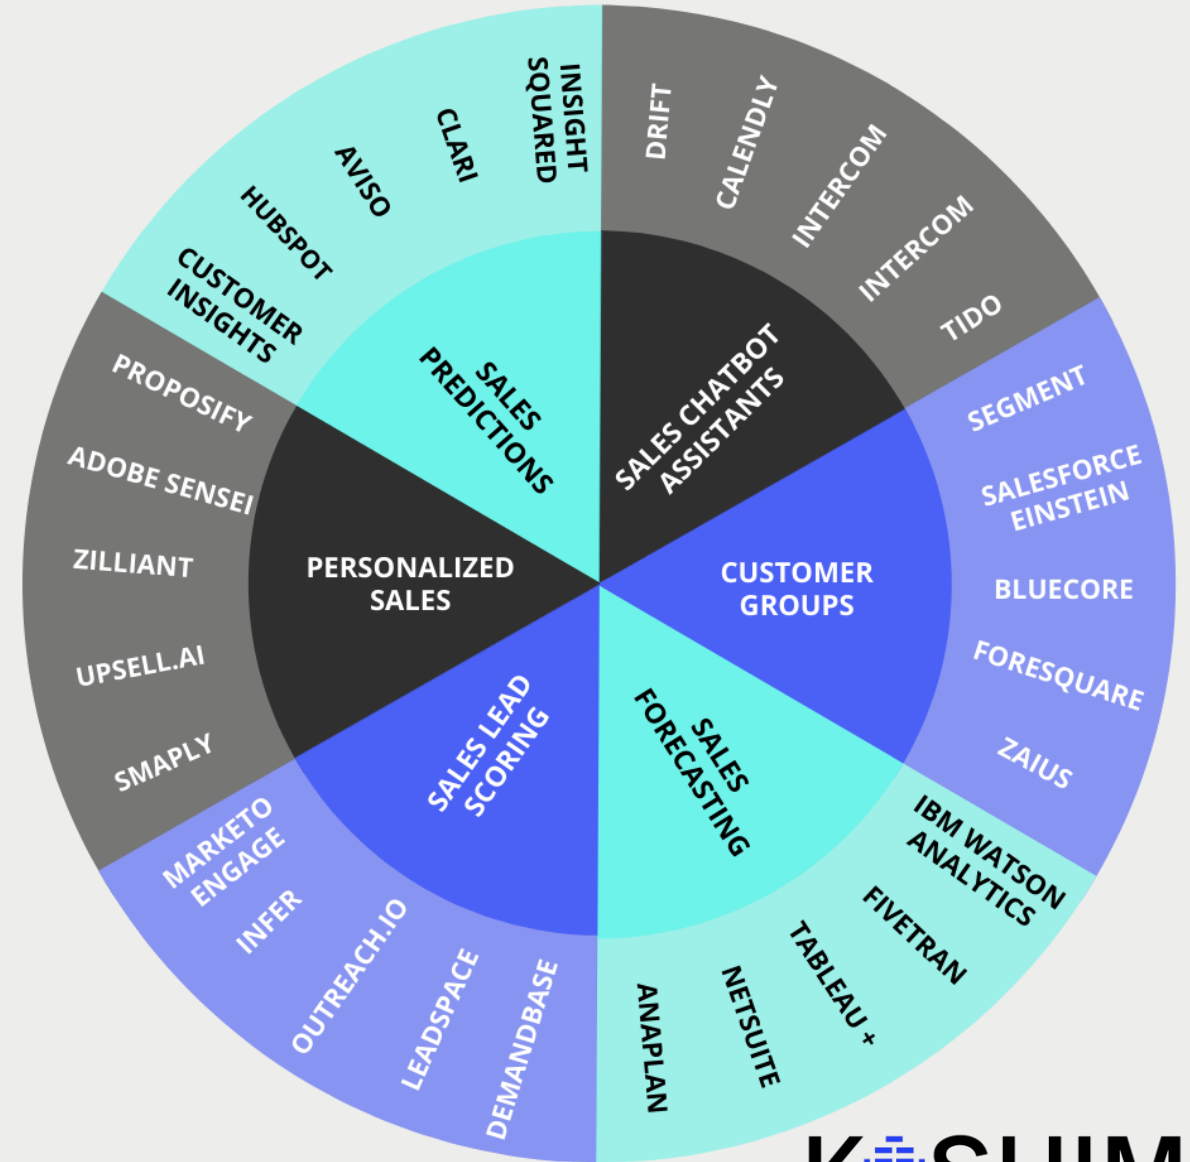 SALES CHATBOT
ASSISTANTS
DRIFT
CALENDLY
INTERCOM
INTERCOM
TIDO
CUSTOMER
GROUPS
SEGMENT
SALESFORCE
EINSTEIN
BLUECORE
FORESQUARE
ZAIUS
SALES
FORECASTING
IBM WATSON
ANALYTICS
FIVETRAN
TABLEAU +
NETSUITE
ANAPLAN
SALES LEAD
SCORING
DEMANDBASE
LEADSPACE
OUTREACH.IO
INFER
MARKETO
ENGAGE
PERSONALIZED
SALES
SMAPLY
UPSELL.AI
ZILLIANT
ADOBE SENSEI
PROPOSIFY
SALES
PREDICTIONS
CUSTOMER
INSIGHTS
HUBSPOT
AVISO
CLARI
INSIGHT
SQUARED